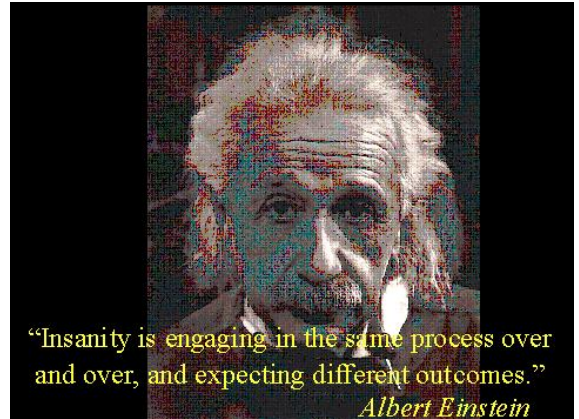 “Insanity is engaging in the same process over
and over, and expecting different outcomes.”
Albert Einstein